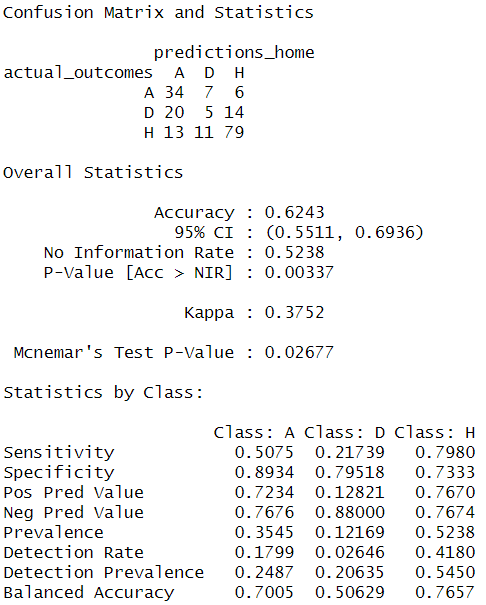 Confusion Matrix and Statistics
predictions_home
actual_outcomes A D H
A 34 7 6
D 20 5 14
H 13 11 79
Overall Statistics
Accuracy : 0.6243
95% CI : (0.5511, 0.6936)
No Information Rate : 0.5238
P-Value [Acc > NIR] : 0.00337
Kappa : 0.3752
Mcnemar's Test P-Value : 0.02677
Statistics by Class:
Class: A Class: D Class: H
Sensitivity 0.5075 0.21739 0.7980
Specificity 0.8934 0.79518 0.7333
Pos Pred Value 0.7234 0.12821 0.7670
Neg Pred Value 0.7676 0.88000 0.7674
Prevalence 0.3545 0.12169 0.5238
Detection Rate 0.1799 0.02646 0.4180
Detection Prevalence 0.2487 0.20635 0.5450
Balanced Accuracy 0.7005 0.50629 0.7657